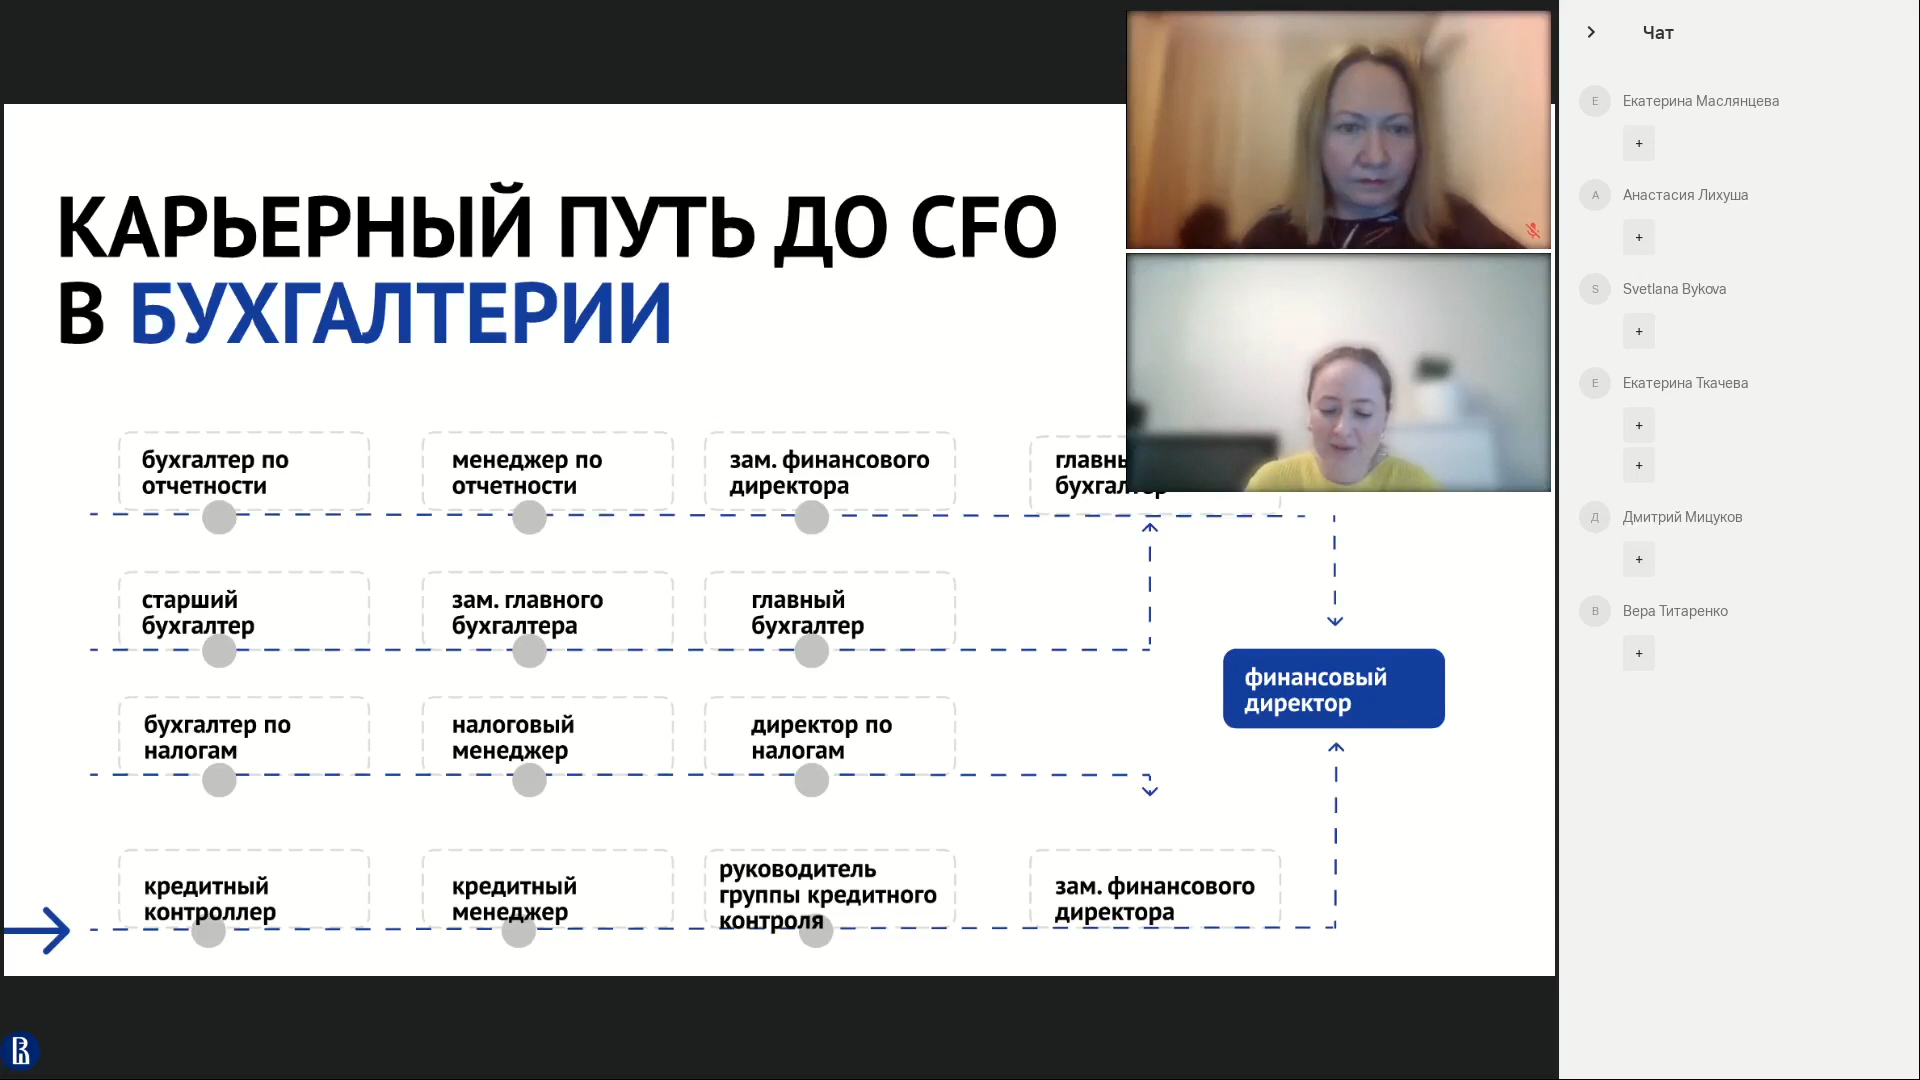 КАРЬЕРНЫЙ ПУТЬ ДО CFO
В БУХГАЛТЕРИИ
бухгалтер по
отчетности
менеджер по
отчетности
зам. финансового
директора
бухгалтер
старший
бухгалтер
зам. главного
бухгалтера
главный
бухгалтер
бухгалтер по
налогам
налоговый
менеджер
директор по
налогам
финансовый
директор
кредитный
контроллер
кредитный
менеджер
руководитель
группы кредитного
контроля
зам. финансового
директора
Чат
Е
Екатерина Маслянцева
+
А
Анастасия Лихуша
+
S
Svetlana Bykova
+
Е
Екатерина Ткачева
+
+
Д
Дмитрий Мицуков
+
В
Вера Титаренко
+